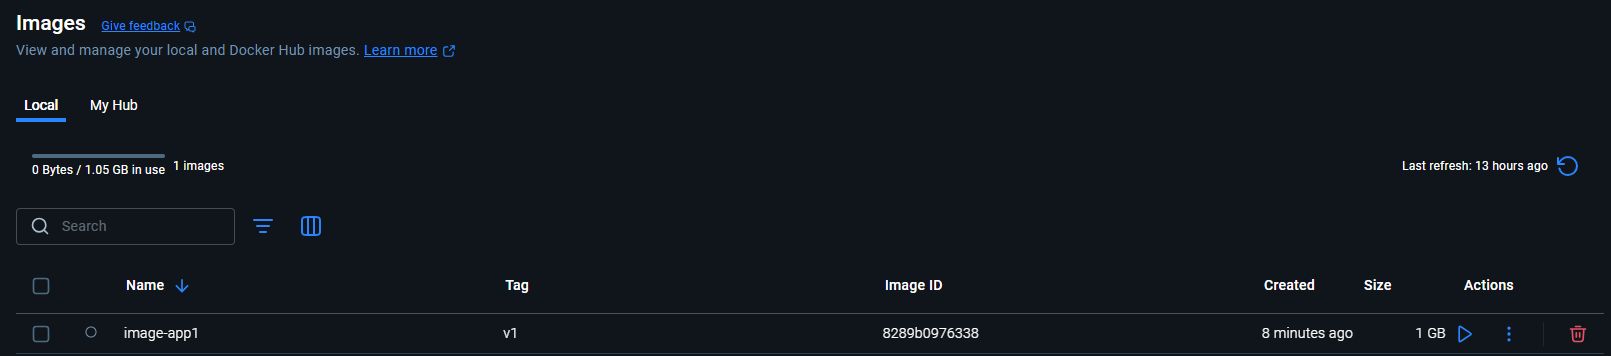 Images Give feedback
View and manage your local and Docker Hub images. Learn more
Local My Hub
0 Bytes / 1.05 GB in use 1 images Last refresh: 13 hours ago
Search
Name Tag Image ID Created Size Actions
image-app1 v1 8289b0976338 8 minutes ago 1 GB